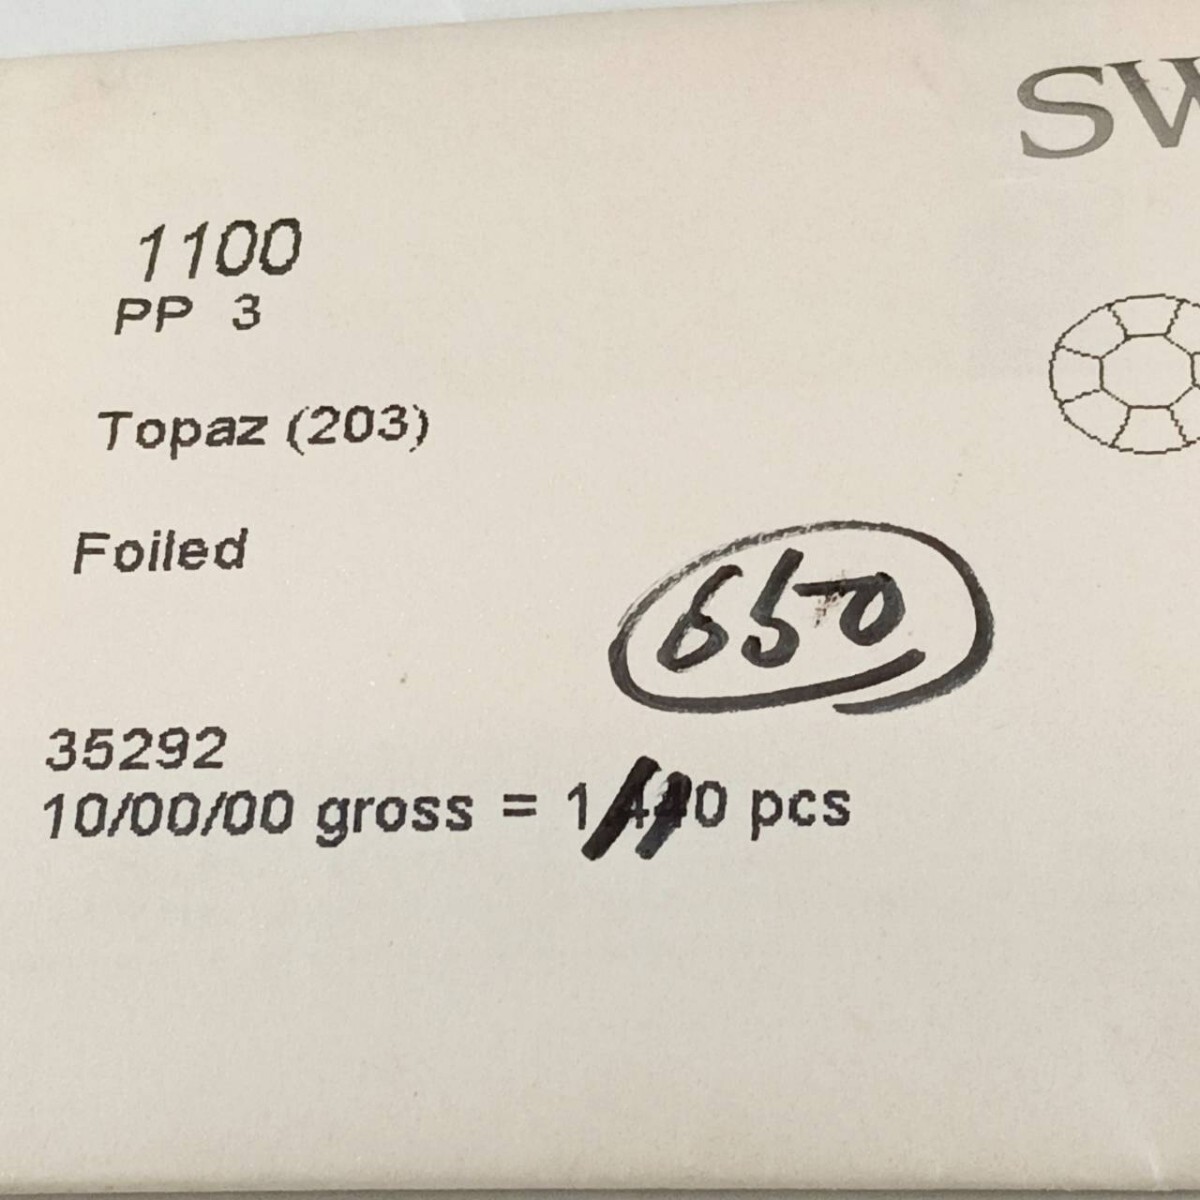 SW
1100
PP 3
Topaz (203)
Foiled
650
35292
10/00/00 gross = 1440 pcs